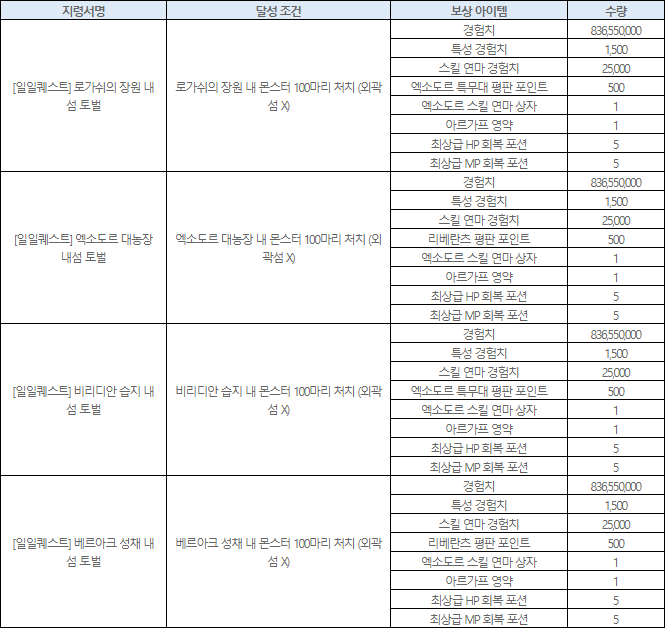 지령서명 달성 조건 보상 아이템 수량
[일일퀘스트] 로가쉬의 장원 내
섬 토벌
로가쉬의 장원 내 몬스터 100마리 처치 (외곽
섬 X)
경험치 836,550,000
특성 경험치 1,500
스킬 연마 경험치 25,000
엑소도르 특무대 평판 포인트 500
엑소도르 스킬 연마 상자 1
아르가프 영약 1
최상급 HP 회복 포션 5
최상급 MP 회복 포션 5
[일일퀘스트] 엑소도르 대농장
내섬 토벌
엑소도르 대농장 내 몬스터 100마리 처치 (외
곽섬 X)
경험치 836,550,000
특성 경험치 1,500
스킬 연마 경험치 25,000
리베란츠 평판 포인트 500
엑소도르 스킬 연마 상자 1
아르가프 영약 1
최상급 HP 회복 포션 5
최상급 MP 회복 포션 5
[일일퀘스트] 비리디안 습지 내
섬 토벌
비리디안 습지 내 몬스터 100마리 처치 (외곽
섬 X)
경험치 836,550,000
특성 경험치 1,500
스킬 연마 경험치 25,000
엑소도르 특무대 평판 포인트 500
엑소도르 스킬 연마 상자 1
아르가프 영약 1
최상급 HP 회복 포션 5
최상급 MP 회복 포션 5
[일일퀘스트] 베르아크 성채 내
섬 토벌
베르아크 성채 내 몬스터 100마리 처치 (외곽
섬 X)
경험치 836,550,000
특성 경험치 1,500
스킬 연마 경험치 25,000
리베란츠 평판 포인트 500
엑소도르 스킬 연마 상자 1
아르가프 영약 1
최상급 HP 회복 포션 5
최상급 MP 회복 포션 5